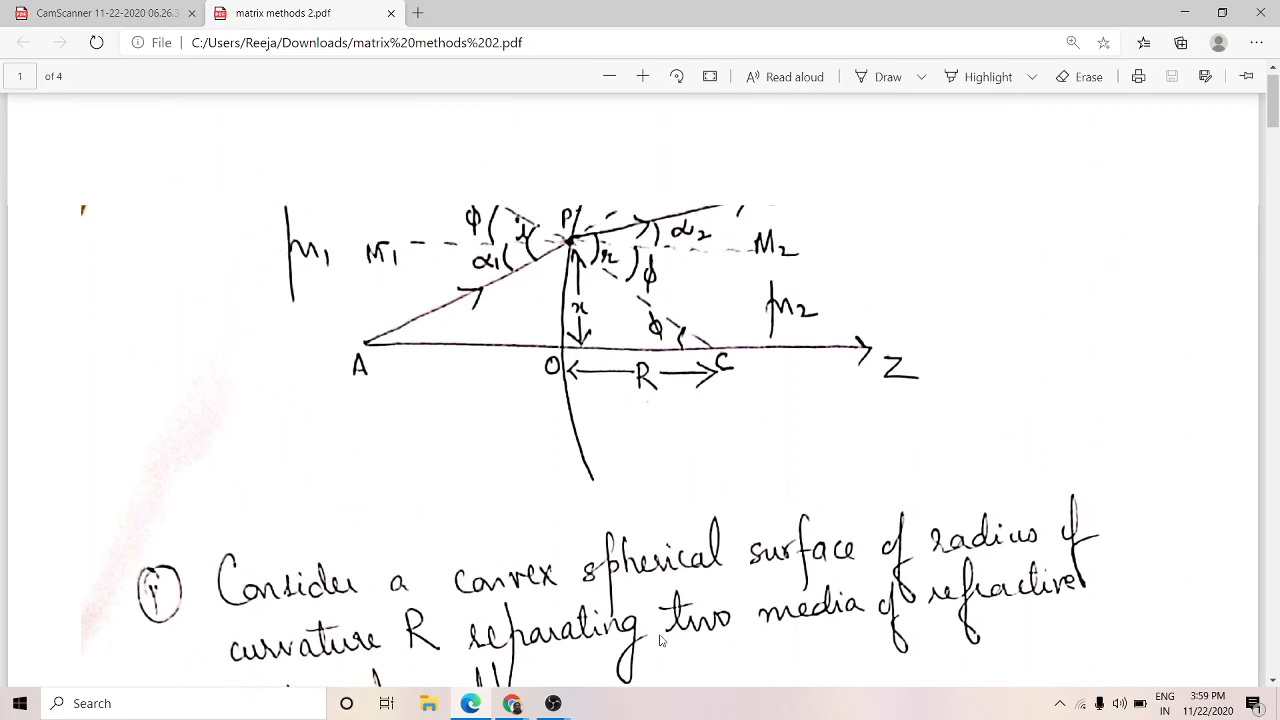 CamScanner 11-22-2020 06.26.3
matrix methods 2.pdf
File
C:/Users/Reeja/Downloads/matrix%20methods%202.pdf
1 of 4
Read aloud
Draw
Highlight
Erase
ϕ
i
P
α2
μ1
M1
α1
r
ϕ
M2
x
ϕ
μ2
A
O
R
C
Z
(i) Consider a convex spherical surface of radius of
curvature R separating two media of refractive
Search
ENG
3:59 PM
IN
11/22/2020
1